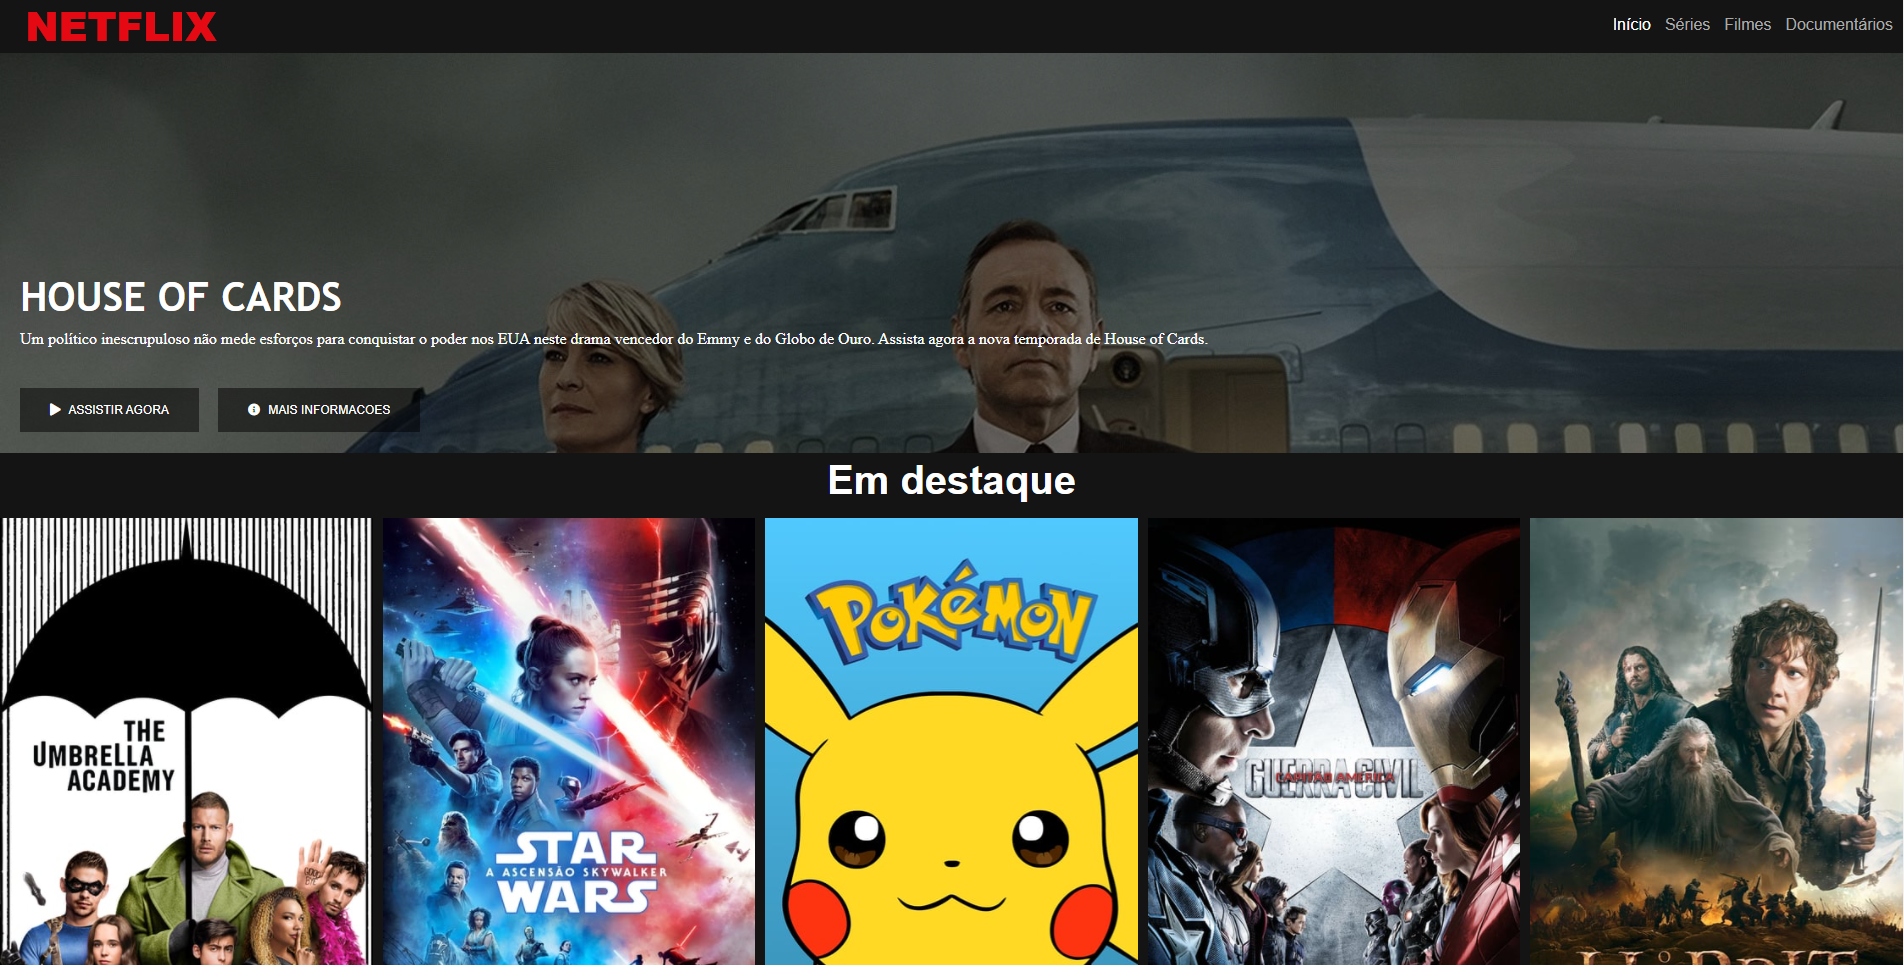 NETFLIX
Início Séries Filmes Documentários
HOUSE OF CARDS
Um político inescrupuloso não mede esforços para conquistar o poder nos EUA neste drama vencedor do Emmy e do Globo de Ouro. Assista agora a nova temporada de House of Cards.
ASSISTIR AGORA
MAIS INFORMACOES
Em destaque
THE
UMBRELLA
ACADEMY
STAR
A ASCENSÃO SKYWALKER
WARS
POKéMON
CAPITÃO AMÉRICA
GUERRA CIVIL